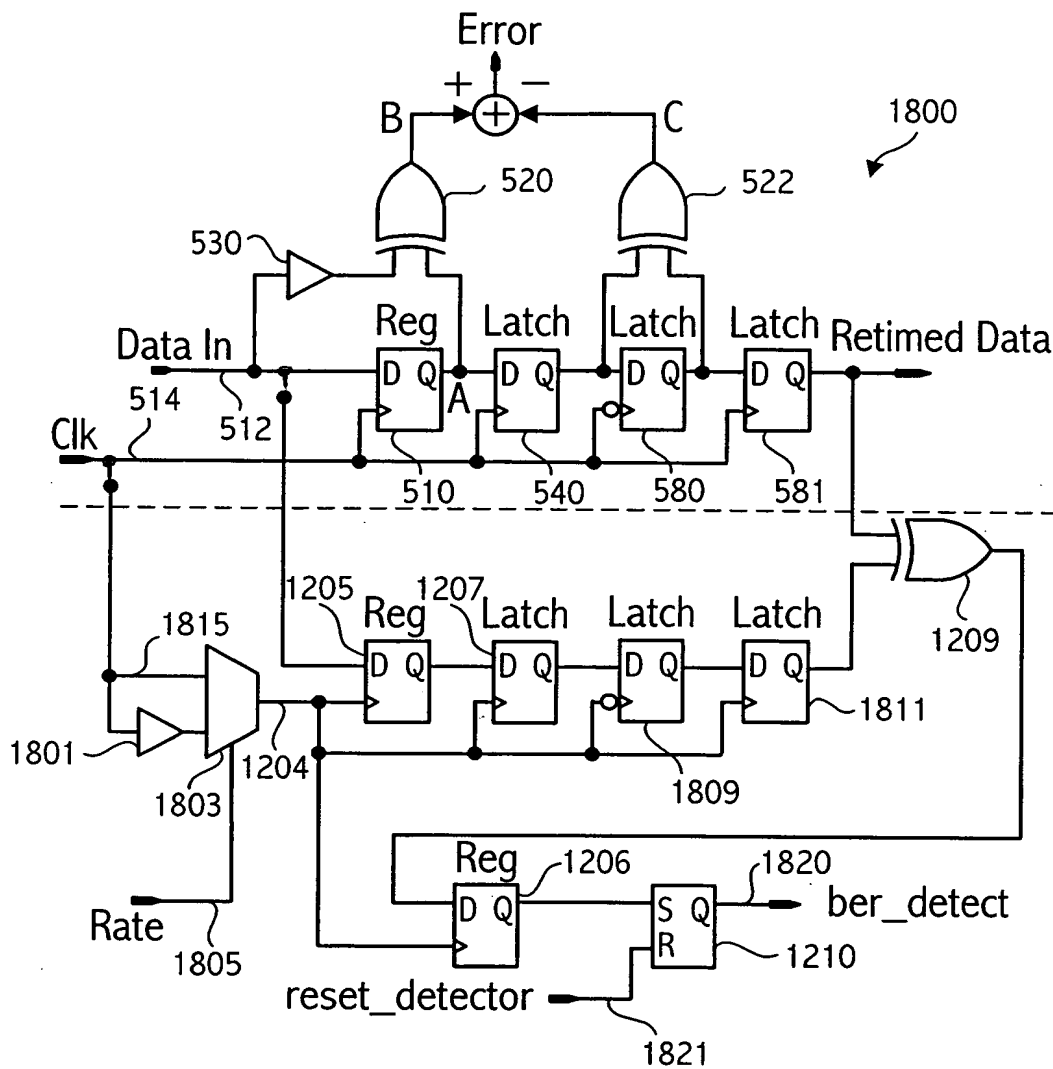 Error
+ −
B + C
1800
520
522
530
Reg
Latch
Latch
Latch
Data In
Retimed Data
D Q
D Q
D Q
D Q
A
514
512
Clk
510
540
580
581
1205
1207
Reg
Latch
Latch
Latch
1209
1815
D Q
D Q
D Q
D Q
1811
1801
1204
1803
1809
Reg
1206
1820
D Q
S Q
R
ber_detect
Rate
1805
1210
reset_detector
1821